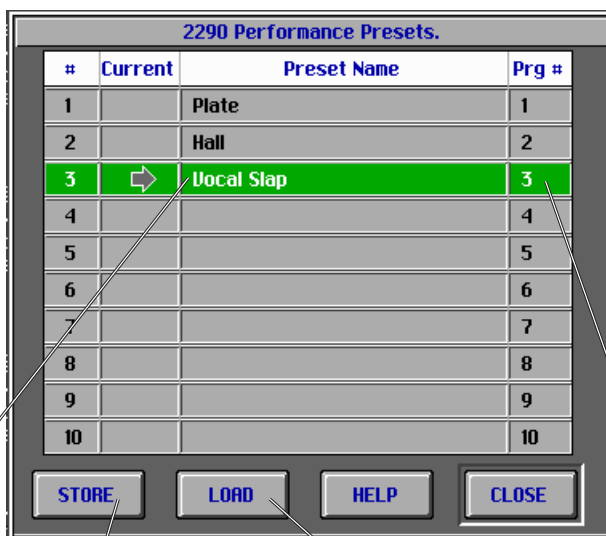 2290 Performance Presets.
# Current Preset Name Prg #
1 Plate 1
2 Hall 2
3 Vocal Slap 3
4 4
5 5
6 6
7 7
8 8
9 9
10 10
STORE LOAD HELP CLOSE